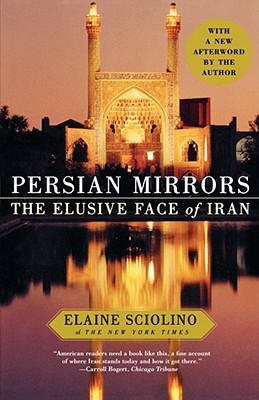 WITH
A NEW
AFTERWORD
BY THE
AUTHOR
PERSIAN MIRRORS
THE ELUSIVE FACE of IRAN
ELAINE SCIOLINO
of THE NEW YORK TIMES
"American readers need a book like this, a fine account
of where Iran stands today and how it got there."
—Carroll Bogert, Chicago Tribune